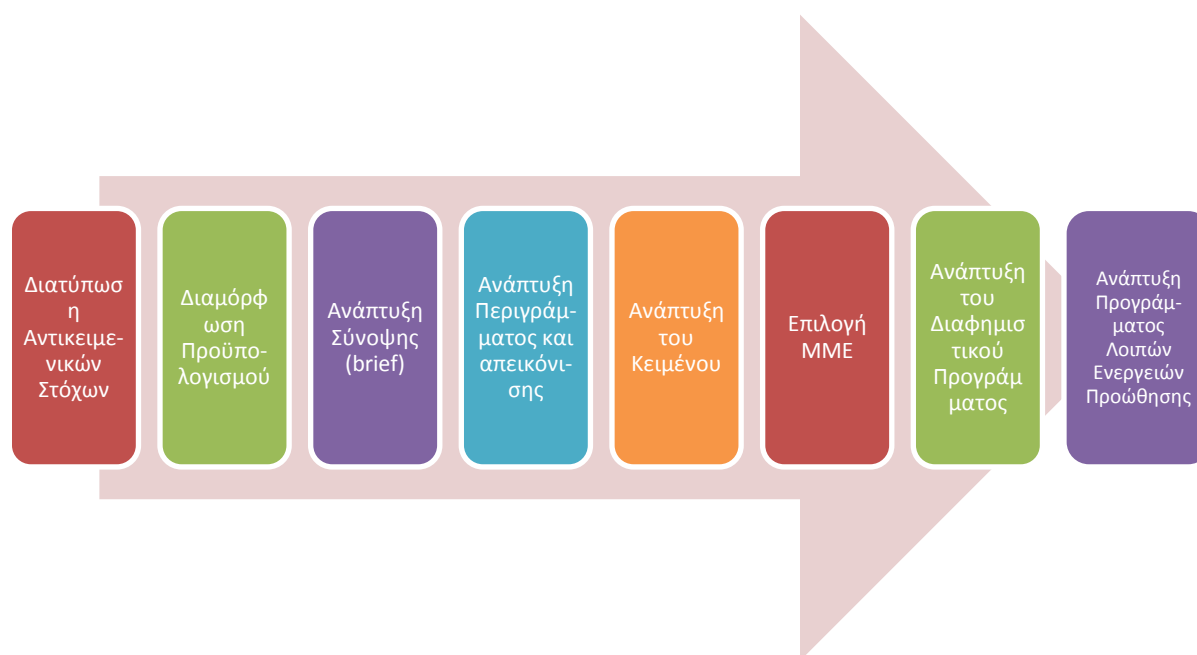 Διατύπωσ
η
Αντικειμε-
νικών
Στόχων
Διαμόρφ
ωση
Προϋπο-
λογισμού
Ανάπτυξη
Σύνοψης
(brief)
Ανάπτυξη
Περιγράμ-
ματος και
απεικόνι-
σης
Ανάπτυξη
του
Κειμένου
Επιλογή
ΜΜΕ
Ανάπτυξη
του
Διαφημισ
τικού
Προγράμ
ματος
Ανάπτυξη
Προγράμ-
ματος
Λοιπών
Ενεργειών
Προώθησης